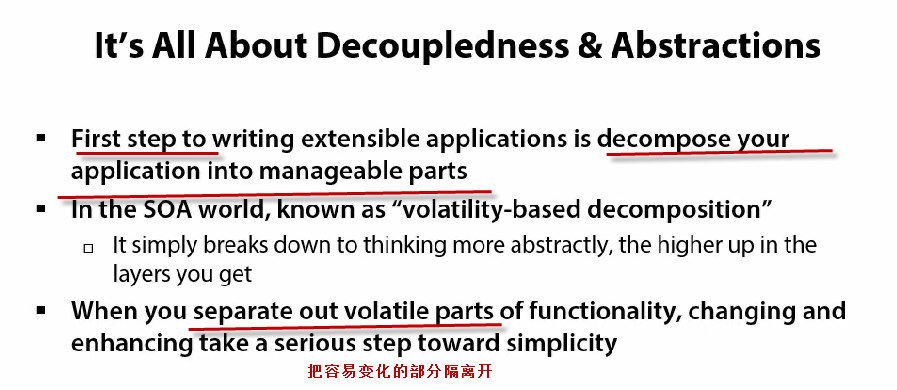 It's All About Decoupledness & Abstractions
First step to writing extensible applications is decompose your
application into manageable parts
In the SOA world, known as “volatility-based decomposition”
It simply breaks down to thinking more abstractly, the higher up in the
layers you get
When you separate out volatile parts of functionality, changing and
enhancing take a serious step toward simplicity
把容易变化的部分隔离开